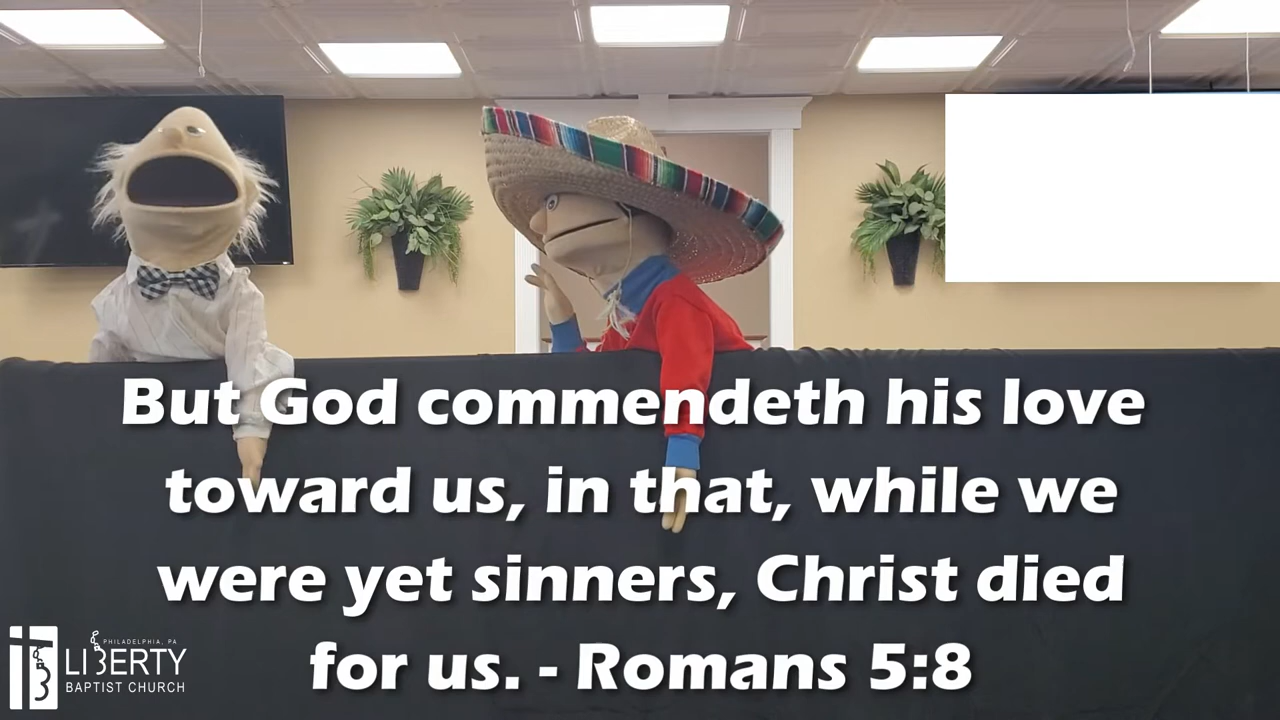 But God commendeth his love
toward us, in that, while we
were yet sinners, Christ died
for us. - Romans 5:8
PHILADELPHIA, PA
LIBERTY
BAPTIST CHURCH